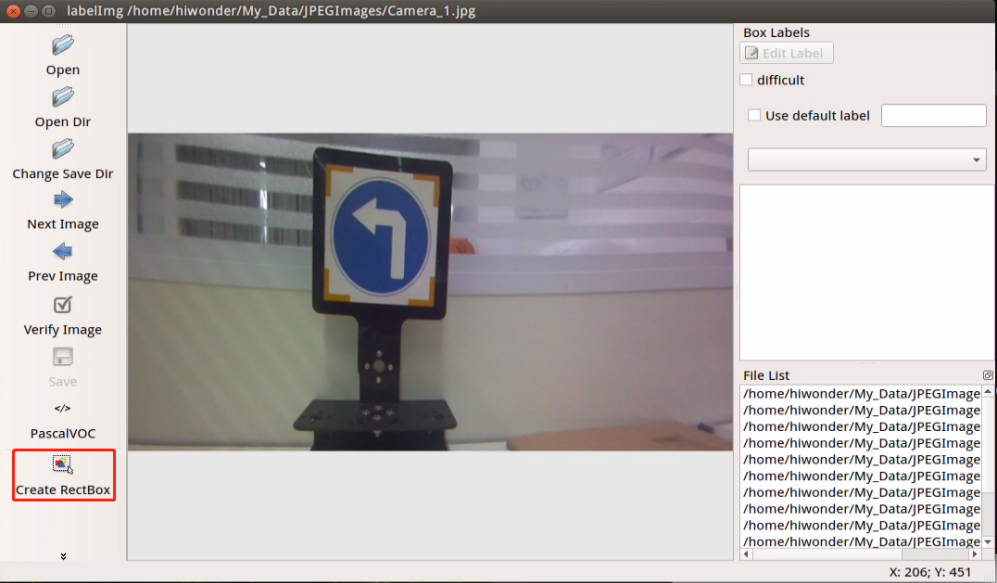 labelImg /home/hiwonder/My_Data/JPEGImages/Camera_1.jpg
Open
Open Dir
Change Save Dir
Next Image
Prev Image
Verify Image
Save
</>
PascalVOC
Create RectBox
Box Labels
Edit Label
difficult
Use default label
File List
/home/hiwonder/My_Data/JPEGImage
/home/hiwonder/My_Data/JPEGImage
/home/hiwonder/My_Data/JPEGImage
/home/hiwonder/My_Data/JPEGImage
/home/hiwonder/My_Data/JPEGImage
/home/hiwonder/My_Data/JPEGImage
/home/hiwonder/My_Data/JPEGImage
/home/hiwonder/My_Data/JPEGImage
/home/hiwonder/My_Data/JPEGImage
/home/hiwonder/My_Data/JPEGImage
X: 206; Y: 451